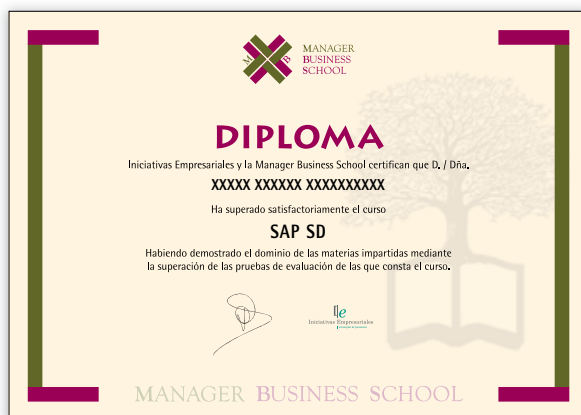 M B
MANAGER
BUSINESS
SCHOOL
DIPLOMA
Iniciativas Empresariales y la Manager Business School certifican que D. / Dña.
XXXXX XXXXXX XXXXXXXXXX
Ha superado satisfactoriamente el curso
SAP SD
Habiendo demostrado el dominio de las materias impartidas mediante
la superación de las pruebas de evaluación de las que consta el curso.
Ie
Iniciativas Empresariales
MANAGER BUSINESS SCHOOL